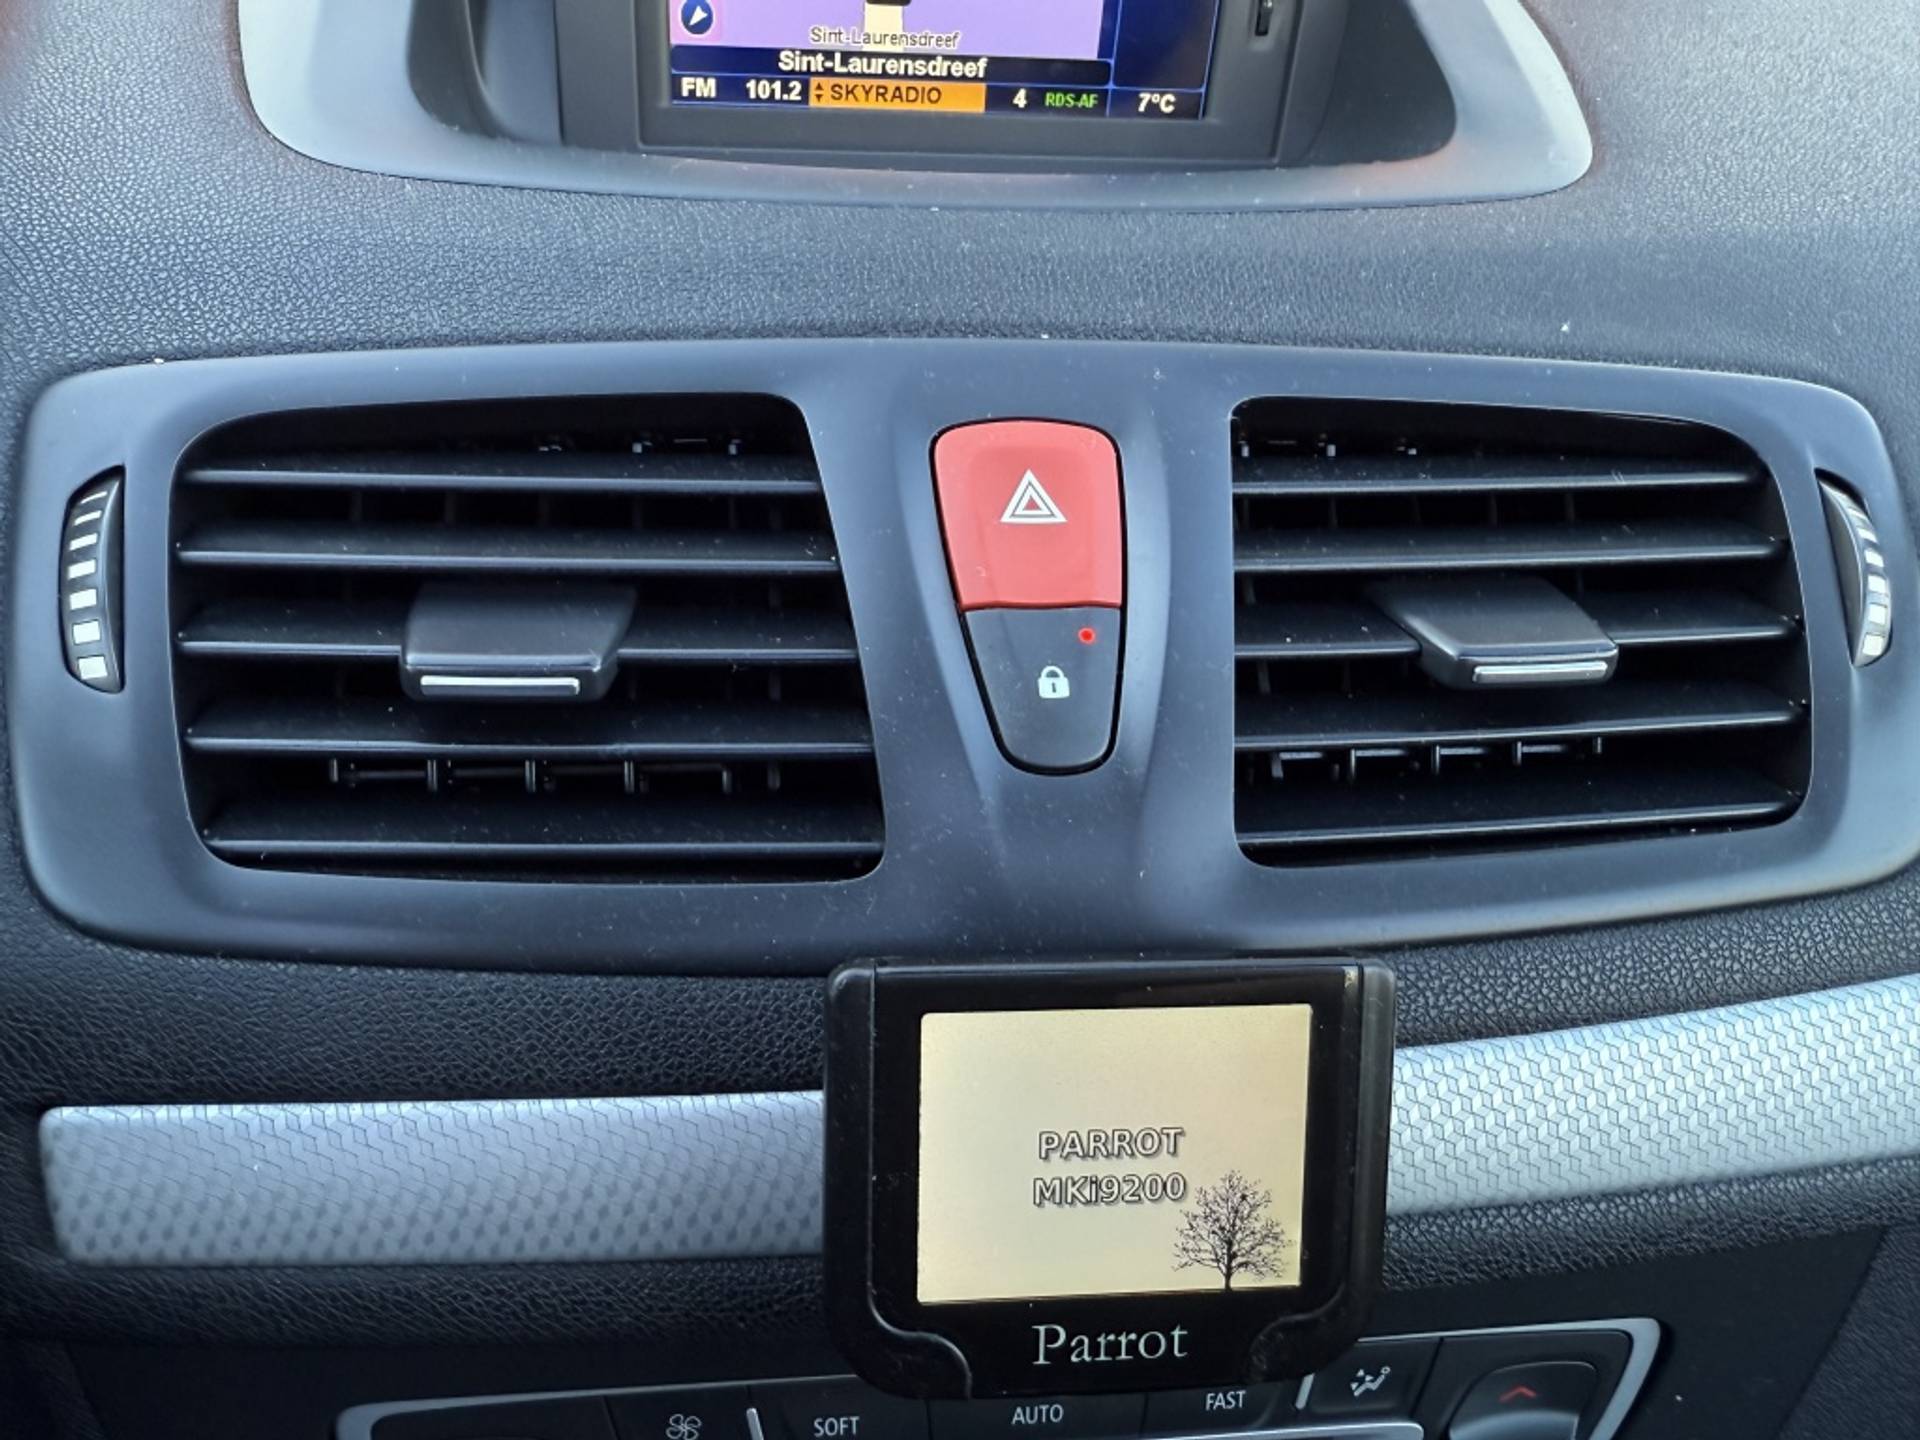 Sint-Laurensdreef
Sint-Laurensdreef
FM 101.2 SKYRADIO 4 RDS-AF 7°C
PARROT
MKi9200
Parrot
SOFT AUTO FAST